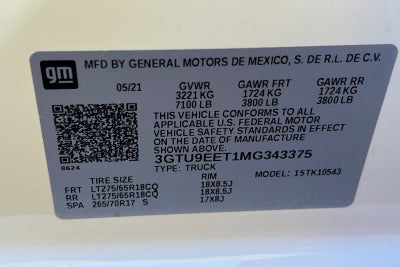 gm
MFD BY GENERAL MOTORS DE MEXICO, S. DE R.L. DE C.V.
05/21 GVWR GAWR FRT GAWR RR
3221 KG 1724 KG 1724 KG
7100 LB 3800 LB 3800 LB
THIS VEHICLE CONFORMS TO ALL
APPLICABLE U.S. FEDERAL MOTOR
VEHICLE SAFETY STANDARDS IN EFFECT
ON THE DATE OF MANUFACTURE
SHOWN ABOVE.
3GTU9EET1MG343375
8624 TYPE: TRUCK MODEL: 15TK10543
TIRE SIZE RIM
FRT LT275/65R18CQ 18X8.5J
RR LT275/65R18CQ 18X8.5J
SPA 265/70R17 S 17X8J